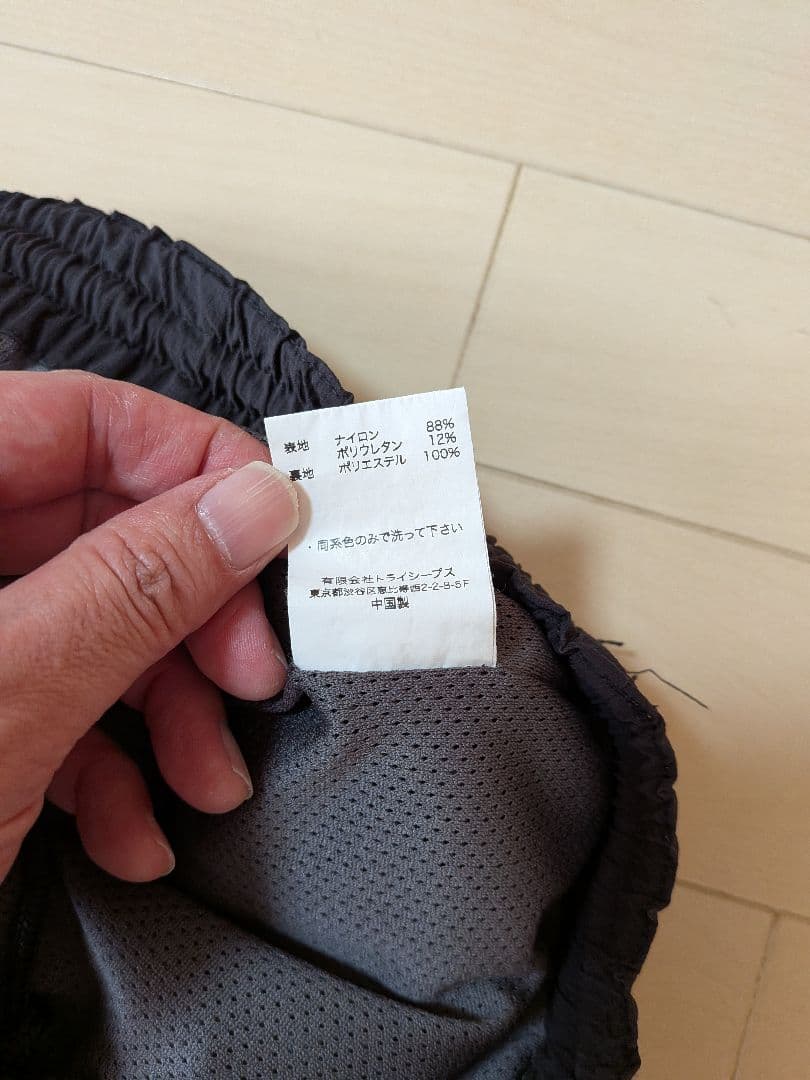 表地 ナイロン 88%
ポリウレタン 12%
裏地 ポリエステル 100%
・同系色のみで洗って下さい
有限会社トライシープス
東京都渋谷区恵比寿西2-2-8-5F
中国製